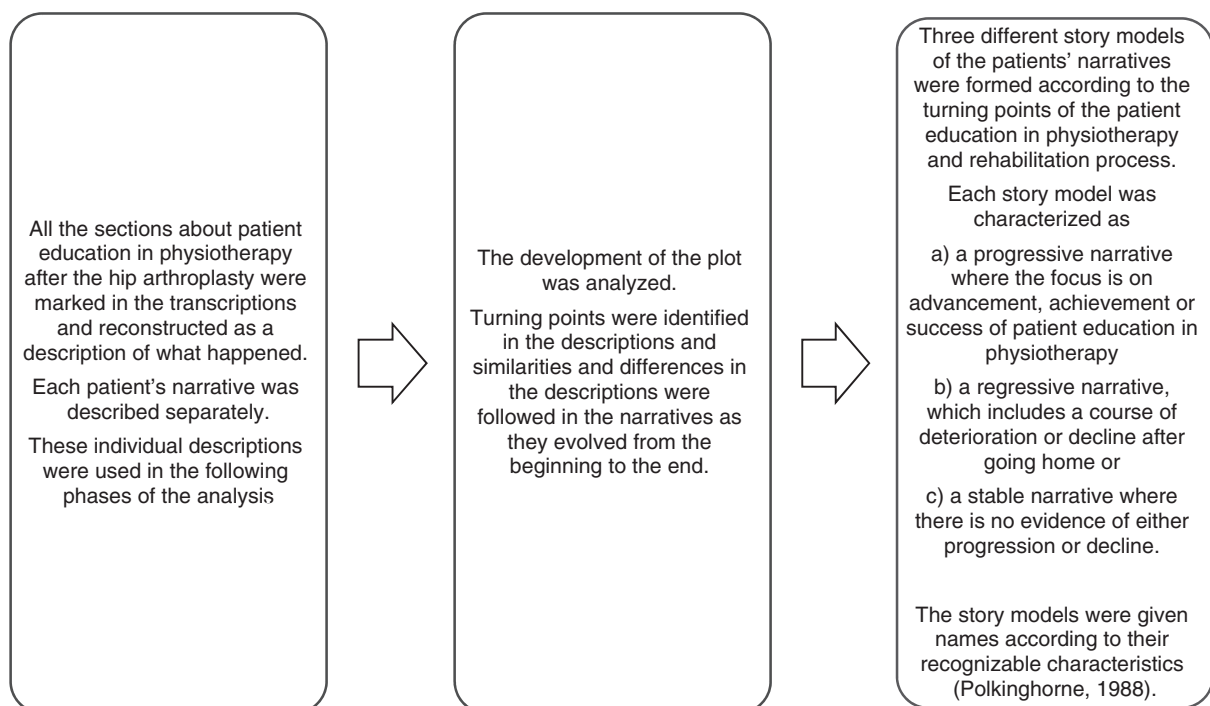 All the sections about patient
education in physiotherapy
after the hip arthroplasty were
marked in the transcriptions
and reconstructed as a
description of what happened.
Each patient's narrative was
described separately.
These individual descriptions
were used in the following
phases of the analysis
The development of the plot
was analyzed.
Turning points were identified
in the descriptions and
similarities and differences in
the descriptions were
followed in the narratives as
they evolved from the
beginning to the end.
Three different story models
of the patients' narratives
were formed according to the
turning points of the patient
education in physiotherapy
and rehabilitation process.
Each story model was
characterized as
a) a progressive narrative
where the focus is on
advancement, achievement or
success of patient education in
physiotherapy
b) a regressive narrative,
which includes a course of
deterioration or decline after
going home or
c) a stable narrative where
there is no evidence of either
progression or decline.
The story models were given
names according to their
recognizable characteristics
(Polkinghorne, 1988).